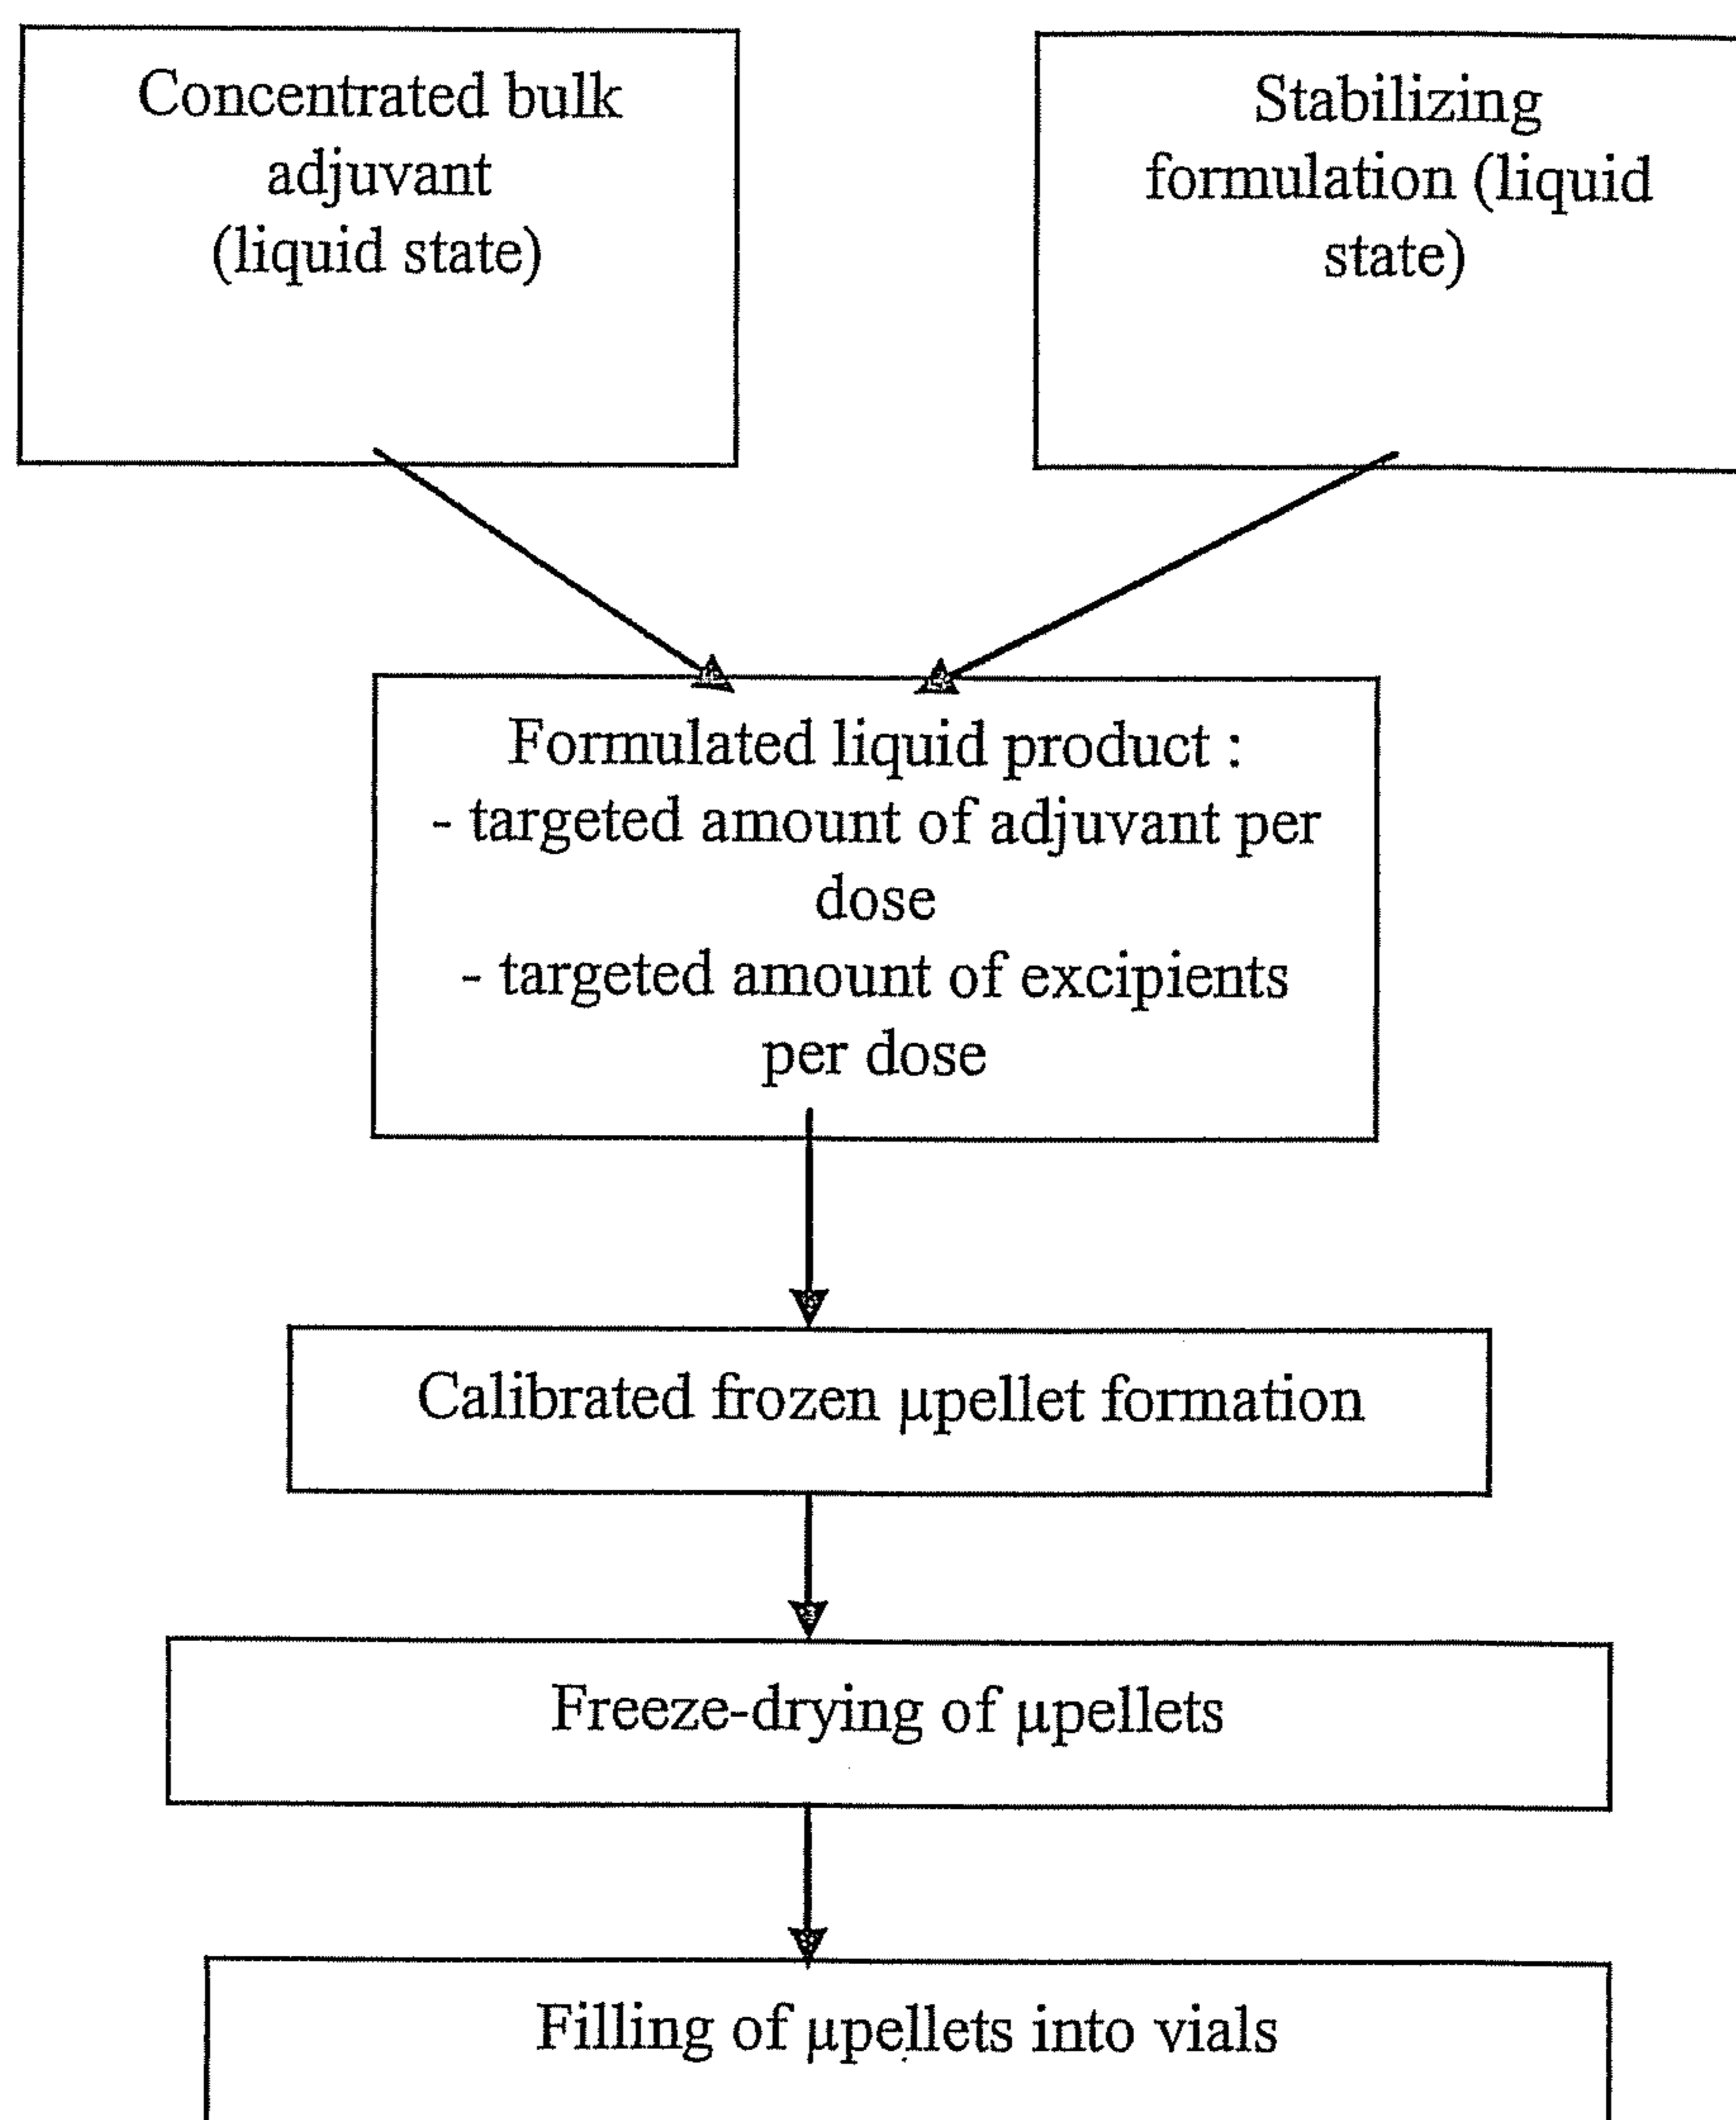 Concentrated bulk
adjuvant
(liquid state)
Stabilizing
formulation (liquid
state)
Formulated liquid product :
- targeted amount of adjuvant per
dose
- targeted amount of excipients
per dose
Calibrated frozen µpellet formation
Freeze-drying of µpellets
Filling of µpellets into vials